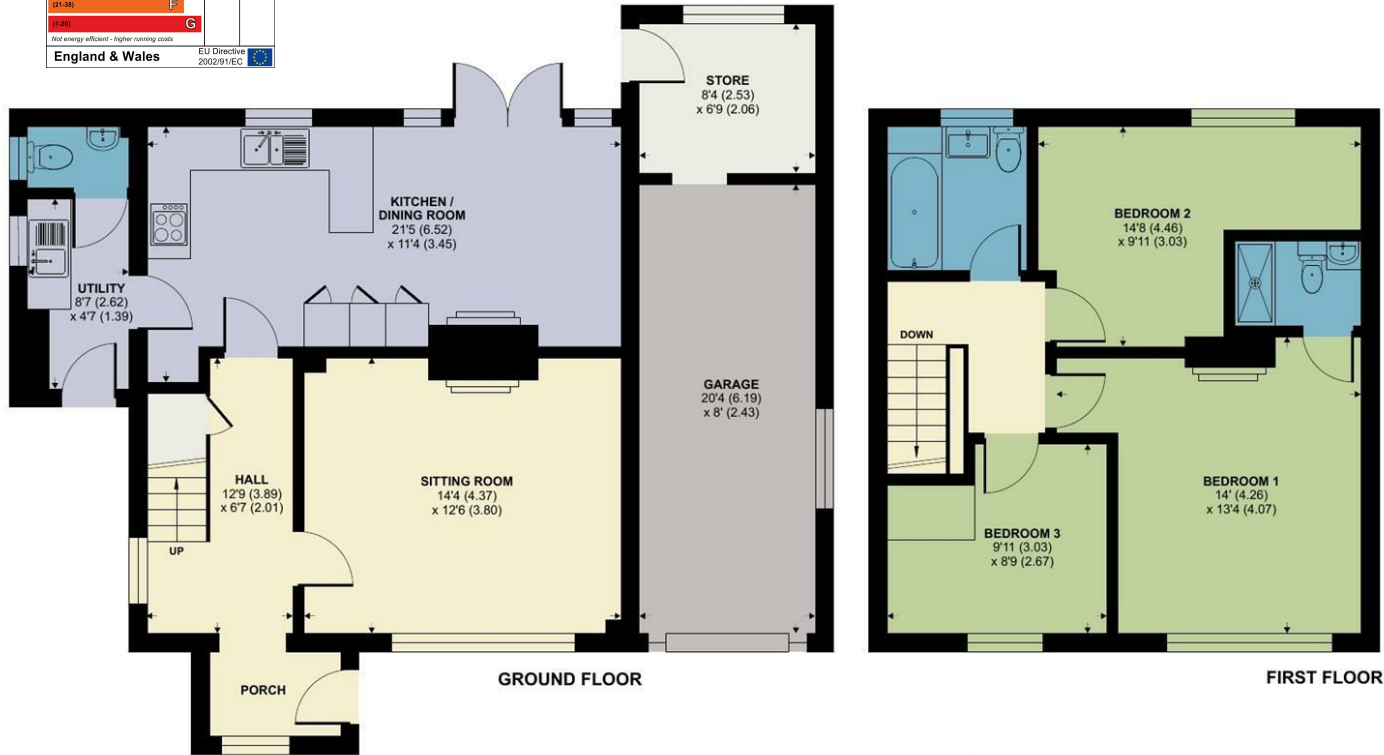 (21-38)
F
(1-20)
G
Not energy efficient - higher running costs
England & Wales
EU Directive
2002/91/EC
STORE
8'4 (2.53)
x 6'9 (2.06)
KITCHEN /
DINING ROOM
21'5 (6.52)
x 11'4 (3.45)
UTILITY
8'7 (2.62)
x 4'7 (1.39)
GARAGE
20'4 (6.19)
x 8' (2.43)
HALL
12'9 (3.89)
x 6'7 (2.01)
SITTING ROOM
14'4 (4.37)
x 12'6 (3.80)
UP
PORCH
GROUND FLOOR
BEDROOM 2
14'8 (4.46)
x 9'11 (3.03)
DOWN
BEDROOM 1
14' (4.26)
x 13'4 (4.07)
BEDROOM 3
9'11 (3.03)
x 8'9 (2.67)
FIRST FLOOR